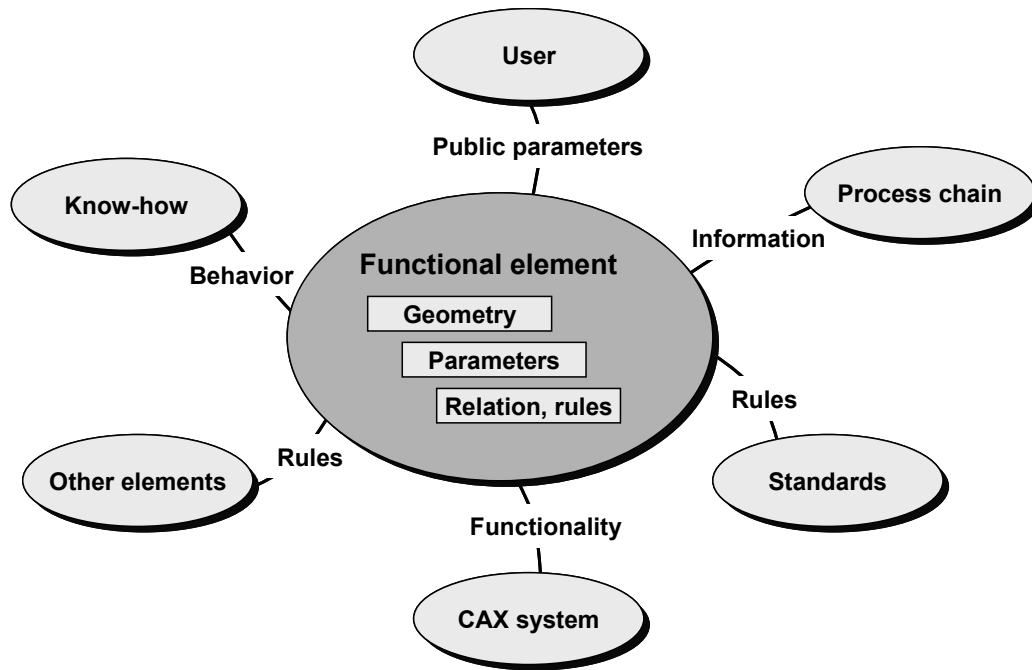 User
Public parameters
Know-how
Process chain
Information
Behavior
Functional element
Geometry
Parameters
Relation, rules
Rules
Rules
Other elements
Standards
Functionality
CAX system